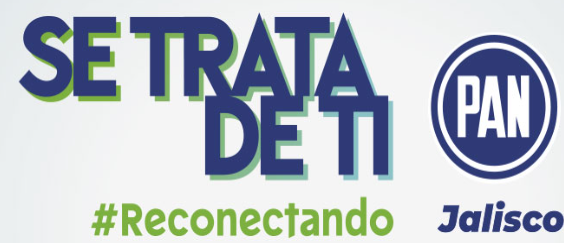 SE TRATA
DE TI
#Reconectando
PAN
Jalisco